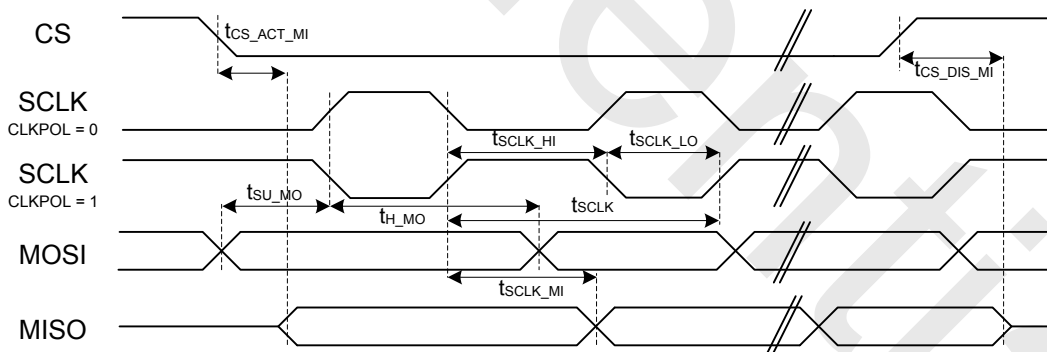 CS
tCS_ACT_MI
tCS_DIS_MI
SCLK
CLKPOL = 0
tSCLK_HI
tSCLK_LO
SCLK
CLKPOL = 1
tSU_MO
tH_MO
tSCLK
MOSI
tSCLK_MI
MISO